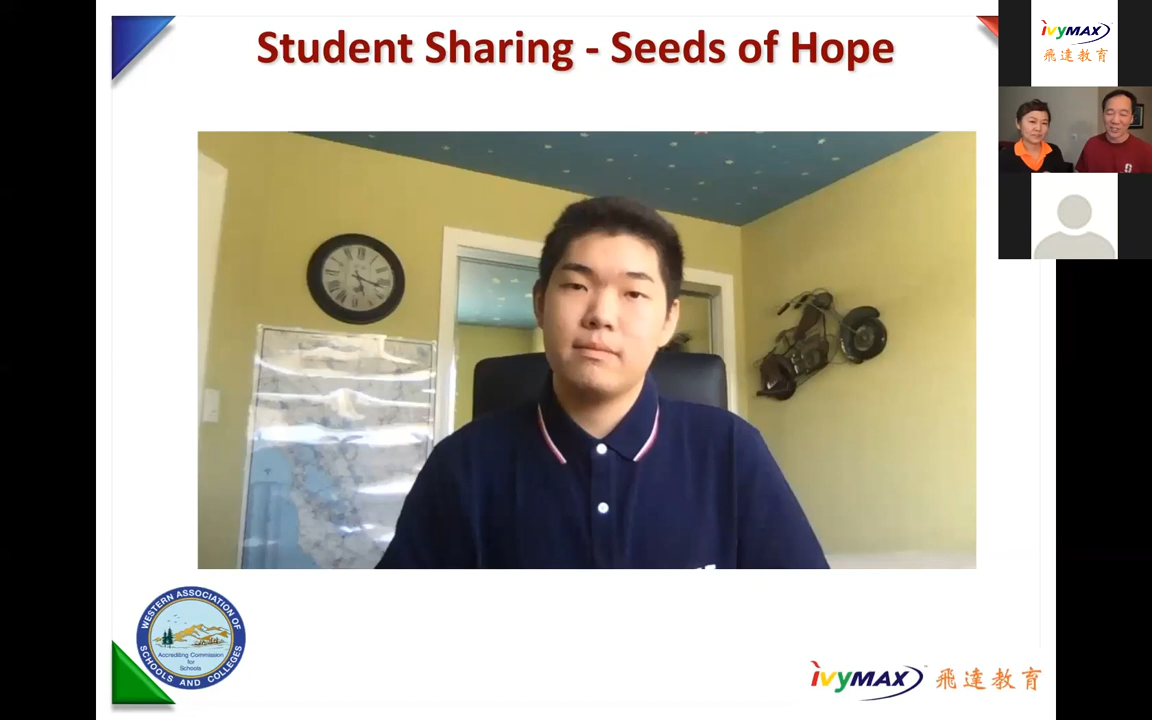 Student Sharing - Seeds of Hope
ivyMAX
飛達教育
WESTERN ASSOCIATION OF SCHOOLS AND COLLEGES
Accrediting Commission
for
Schools
ivyMAX 飛達教育